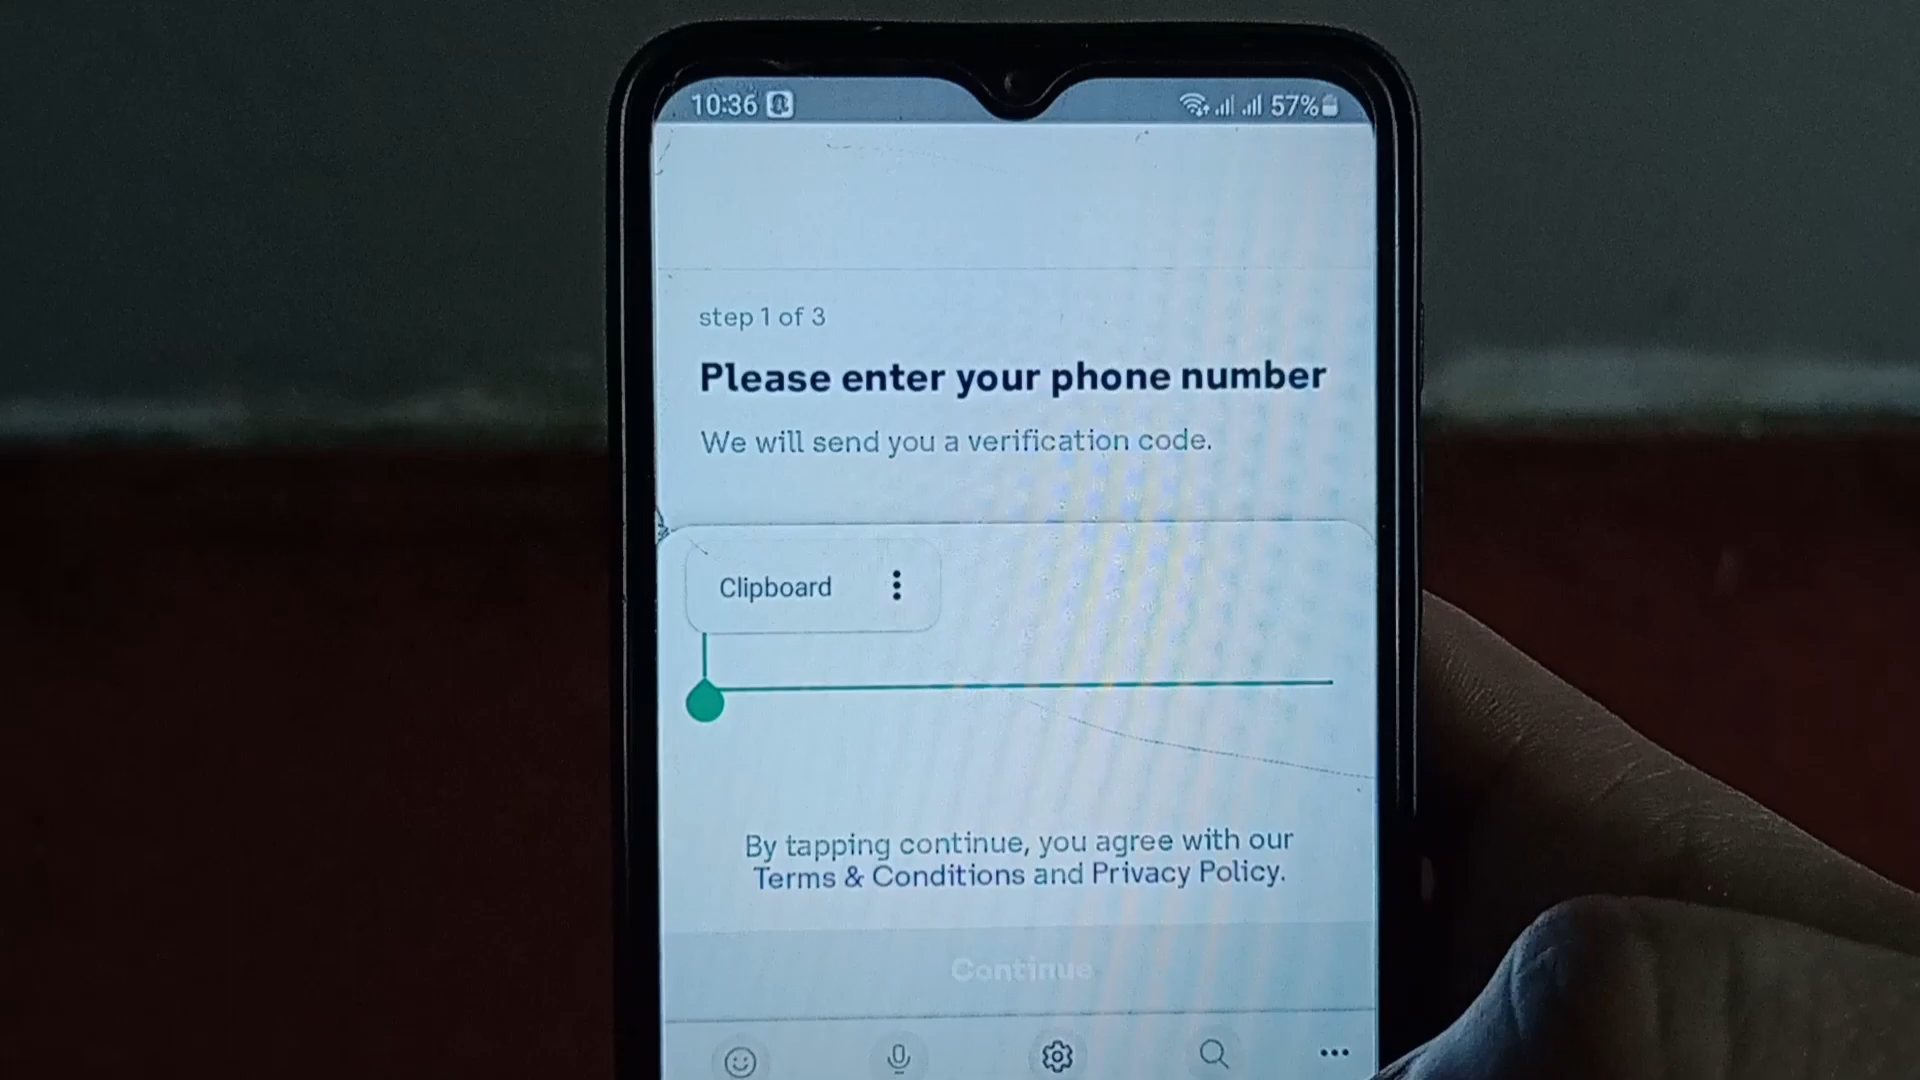 10:36 57%
step 1 of 3
Please enter your phone number
We will send you a verification code.
Clipboard
By tapping continue, you agree with our
Terms & Conditions and Privacy Policy.
Continue